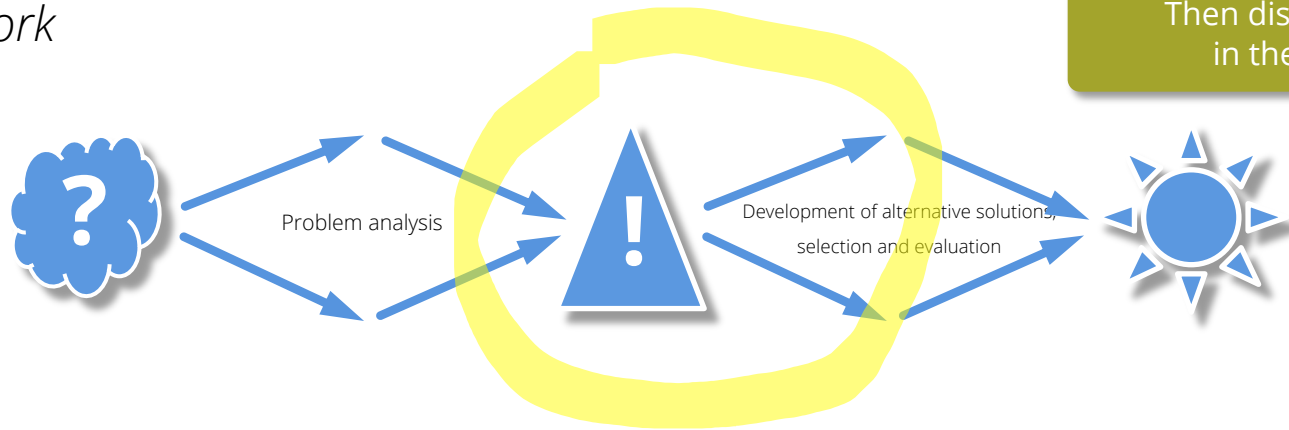 ork
Then dis
in the
?
!
Problem analysis
Development of alternative solutions,
selection and evaluation